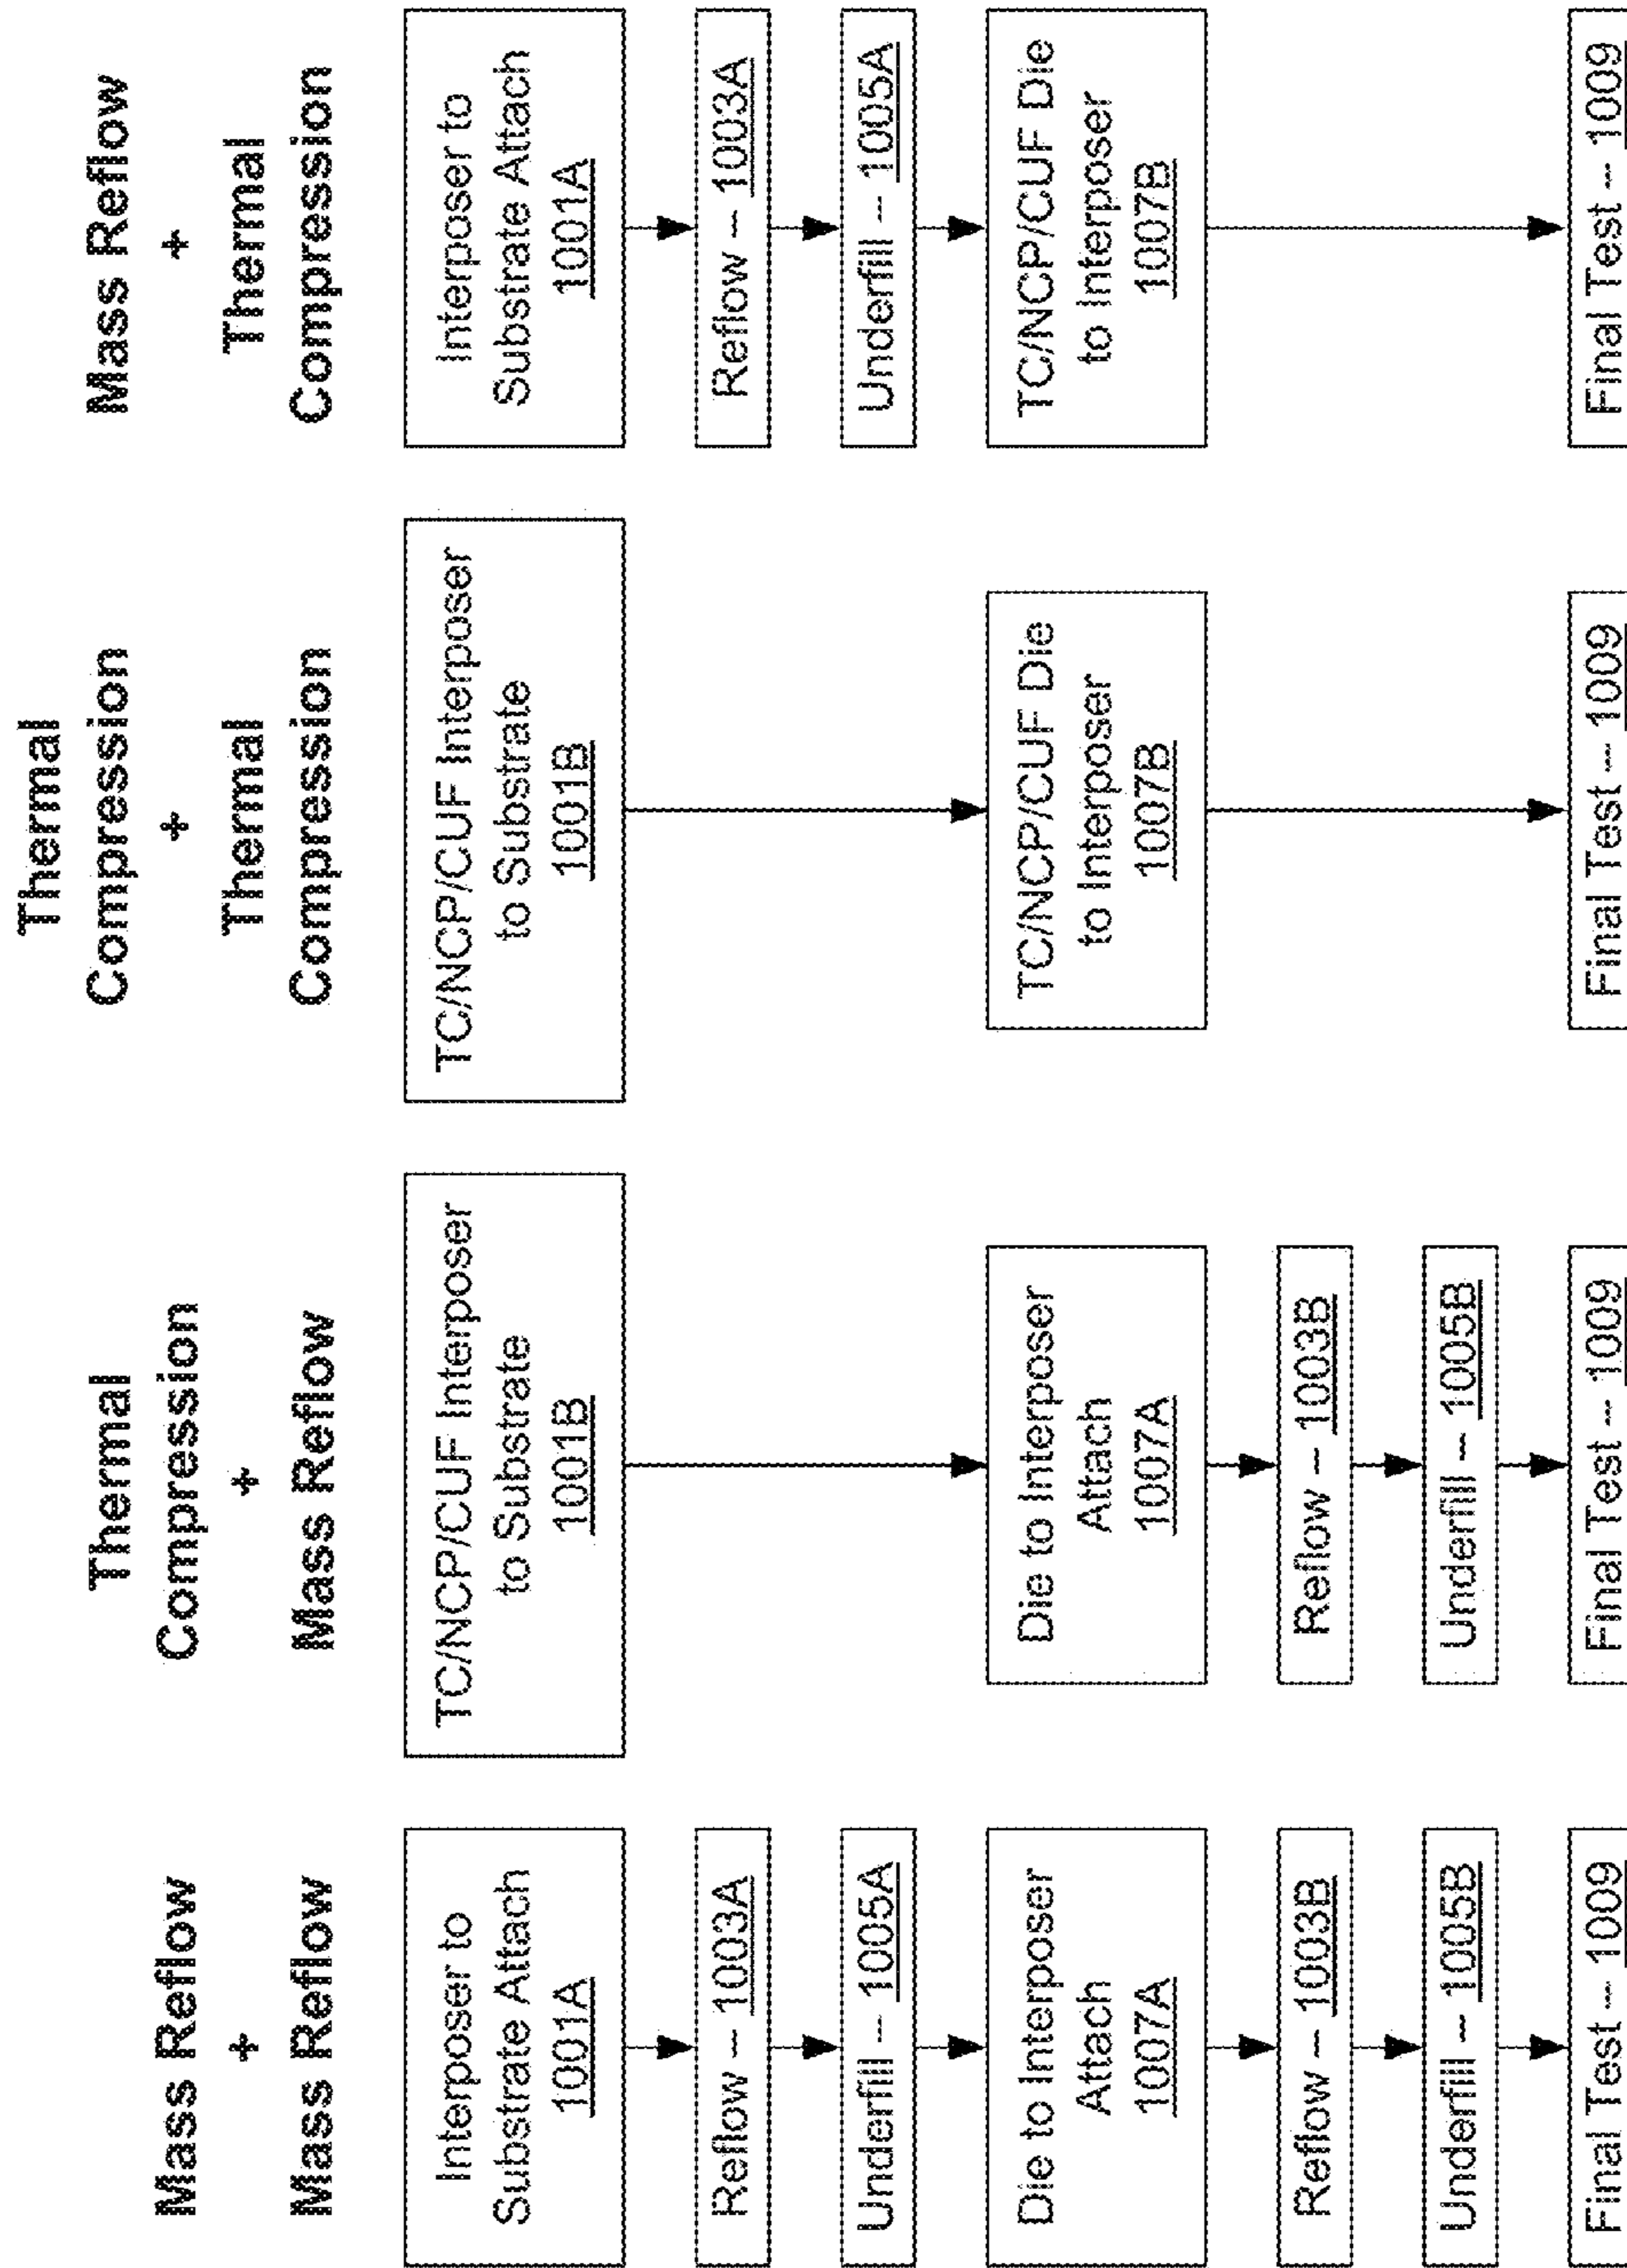 Mass Reflow
+
Mass Reflow
Interposer to
Substrate Attach
1001A
Reflow -- 1003A
Underfill -- 1005A
Die to Interposer
Attach
1007A
Reflow -- 1003B
Underfill -- 1005B
Final Test -- 1009
Thermal
Compression
+
Mass Reflow
TC/NCP/CUF Interposer
to Substrate
1001B
Die to Interposer
Attach
1007A
Reflow -- 1003B
Underfill -- 1005B
Final Test -- 1009
Thermal
Compression
+
Thermal
Compression
TC/NCP/CUF Interposer
to Substrate
1001B
TC/NCP/CUF Die
to Interposer
1007B
Final Test -- 1009
Mass Reflow
+
Thermal
Compression
Interposer to
Substrate Attach
1001A
Reflow -- 1003A
Underfill -- 1005A
TC/NCP/CUF Die
to Interposer
1007B
Final Test -- 1009